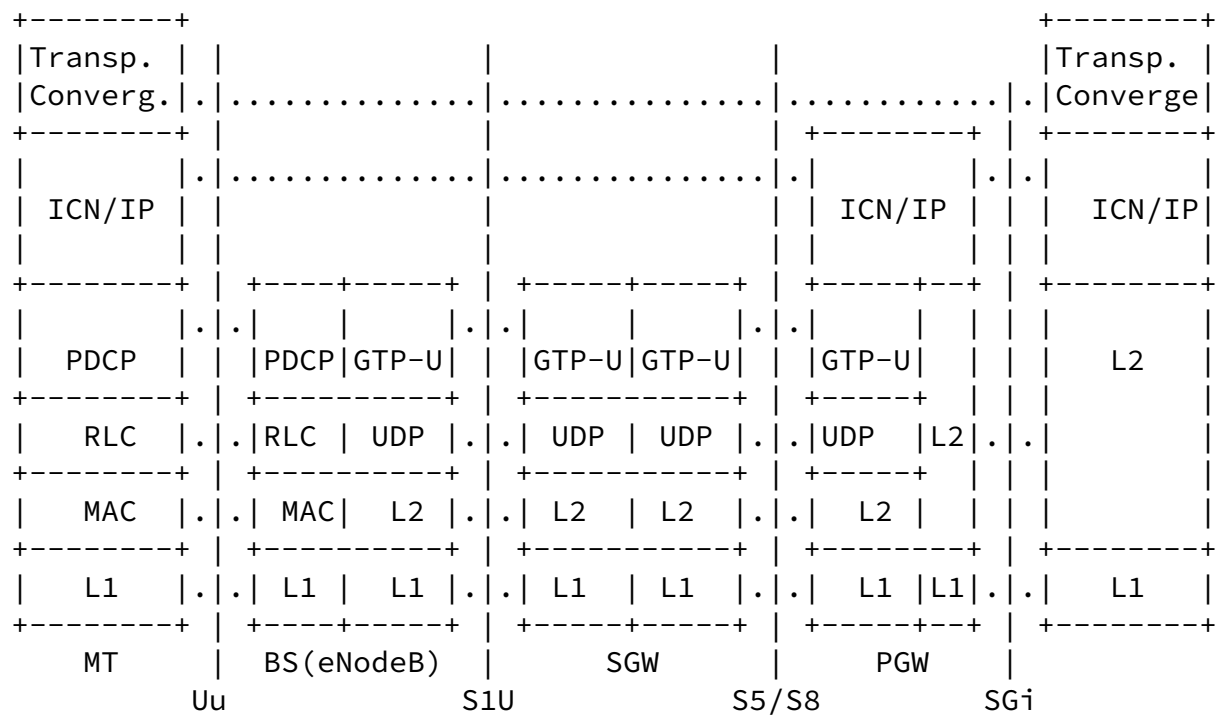 Transp. Transp.
Converg. Converge
ICN/IP ICN/IP ICN/IP
PDCP PDCP GTP-U GTP-U GTP-U GTP-U L2
RLC RLC UDP UDP UDP UDP L2
MAC MAC L2 L2 L2 L2
L1 L1 L1 L1 L1 L1 L1 L1
MT BS(eNodeB) SGW PGW
Uu S1U S5/S8 SGi